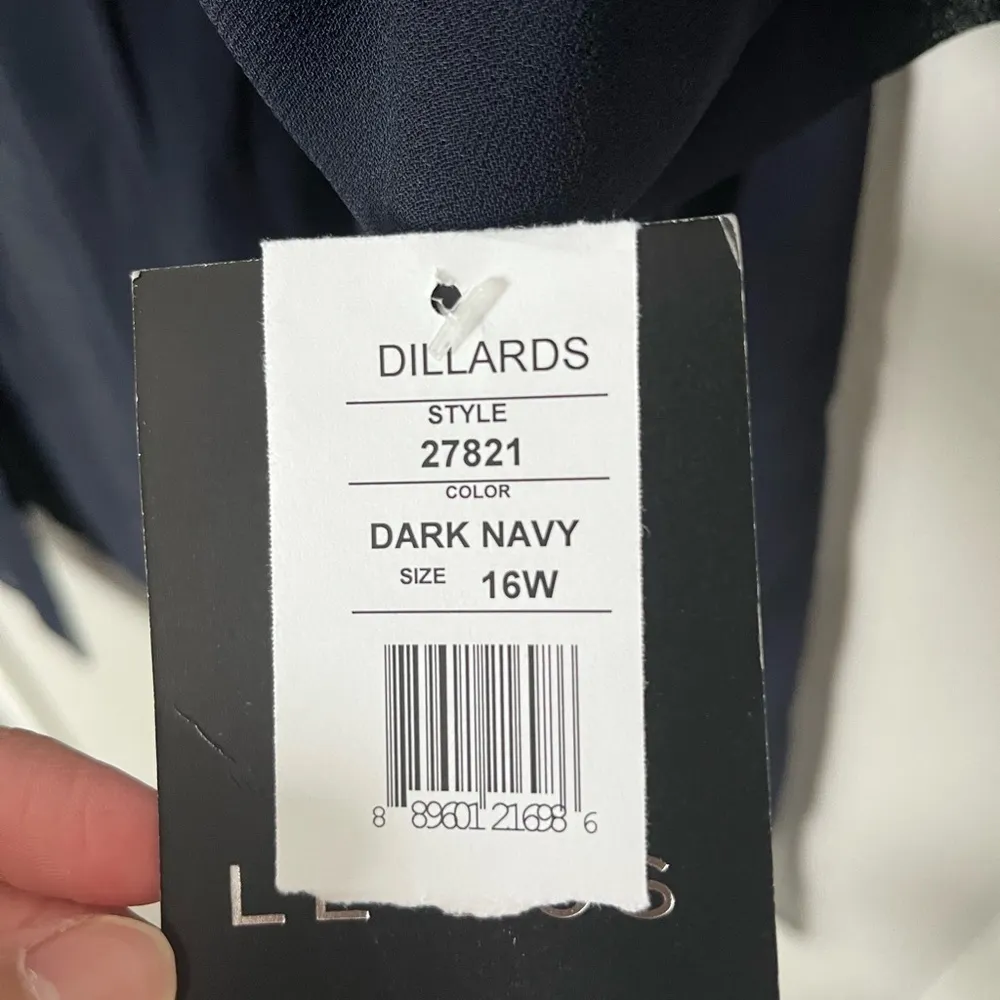 DILLARDS
STYLE
27821
COLOR
DARK NAVY
SIZE 16W
8 89601 21698 6